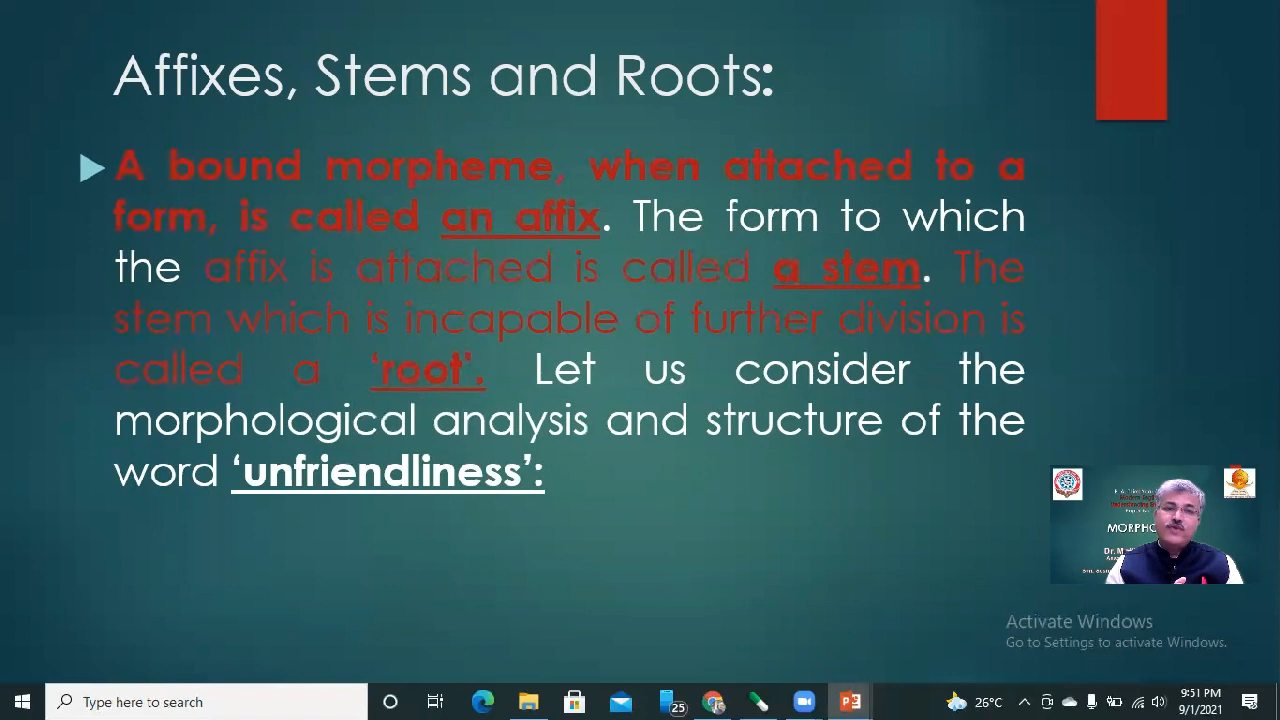 Affixes, Stems and Roots:
A bound morpheme, when attached to a
form, is called an affix. The form to which
the affix is attached is called a stem. The
stem which is incapable of further division is
called a 'root'. Let us consider the
morphological analysis and structure of the
word 'unfriendliness':
MORPHO
Dr. M
Activate Windows
Go to Settings to activate Windows.
Type here to search
25
26°C
9:51 PM
9/1/2021